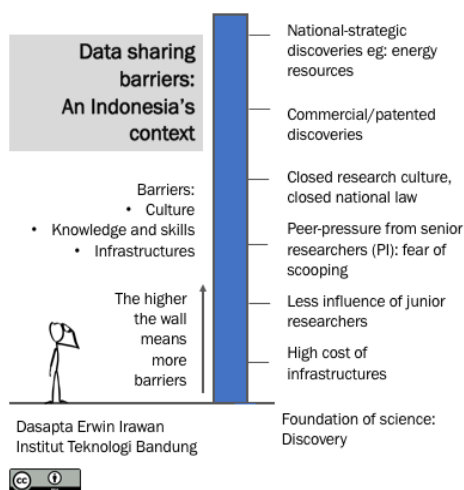 Data sharing
barriers:
An Indonesia's
context
Barriers:
• Culture
• Knowledge and skills
• Infrastructures
The higher
the wall
means
more
barriers
National-strategic
discoveries eg: energy
resources
Commercial/patented
discoveries
Closed research culture,
closed national law
Peer-pressure from senior
researchers (PI): fear of
scooping
Less influence of junior
researchers
High cost of
infrastructures
Foundation of science:
Discovery
Dasapta Erwin Irawan
Institut Teknologi Bandung
cc